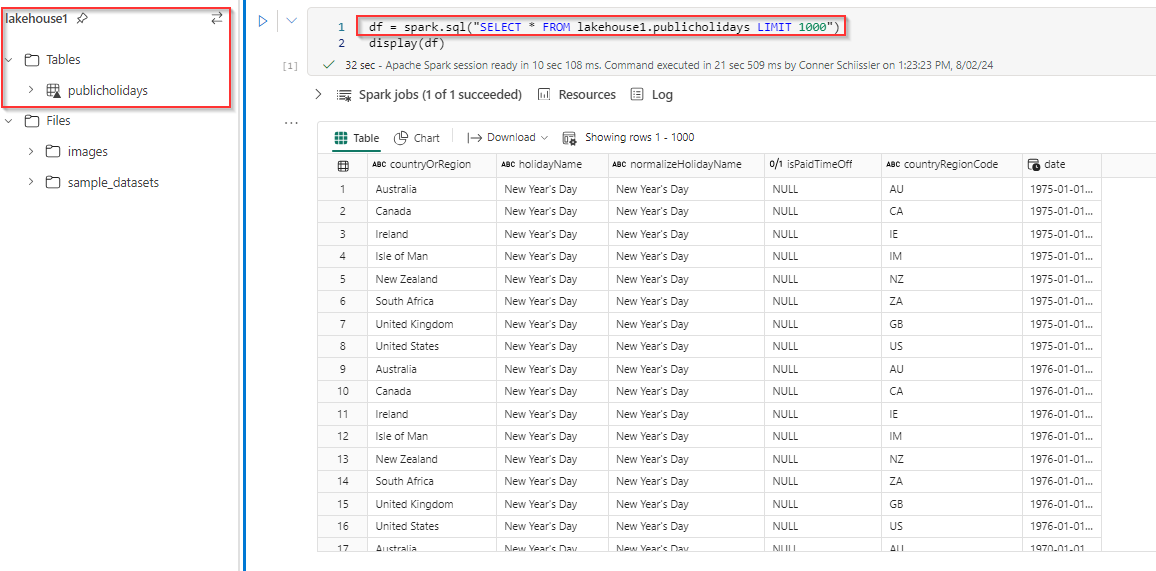 lakehouse1
Tables
publicholidays
Files
images
sample_datasets
1 df = spark.sql("SELECT * FROM lakehouse1.publicholidays LIMIT 1000")
2 display(df)
[1] 32 sec - Apache Spark session ready in 10 sec 108 ms. Command executed in 21 sec 509 ms by Conner Schiissler on 1:23:23 PM, 8/02/24
Spark jobs (1 of 1 succeeded) Resources Log
...
Table Chart Download Showing rows 1 - 1000
ABC countryOrRegion ABC holidayName ABC normalizeHolidayName 0/1 isPaidTimeOff ABC countryRegionCode date
1 Australia New Year's Day New Year's Day NULL AU 1975-01-01...
2 Canada New Year's Day New Year's Day NULL CA 1975-01-01...
3 Ireland New Year's Day New Year's Day NULL IE 1975-01-01...
4 Isle of Man New Year's Day New Year's Day NULL IM 1975-01-01...
5 New Zealand New Year's Day New Year's Day NULL NZ 1975-01-01...
6 South Africa New Year's Day New Year's Day NULL ZA 1975-01-01...
7 United Kingdom New Year's Day New Year's Day NULL GB 1975-01-01...
8 United States New Year's Day New Year's Day NULL US 1975-01-01...
9 Australia New Year's Day New Year's Day NULL AU 1976-01-01...
10 Canada New Year's Day New Year's Day NULL CA 1976-01-01...
11 Ireland New Year's Day New Year's Day NULL IE 1976-01-01...
12 Isle of Man New Year's Day New Year's Day NULL IM 1976-01-01...
13 New Zealand New Year's Day New Year's Day NULL NZ 1976-01-01...
14 South Africa New Year's Day New Year's Day NULL ZA 1976-01-01...
15 United Kingdom New Year's Day New Year's Day NULL GB 1976-01-01...
16 United States New Year's Day New Year's Day NULL US 1976-01-01...
17 Australia New Year's Day New Year's Day NULL AU